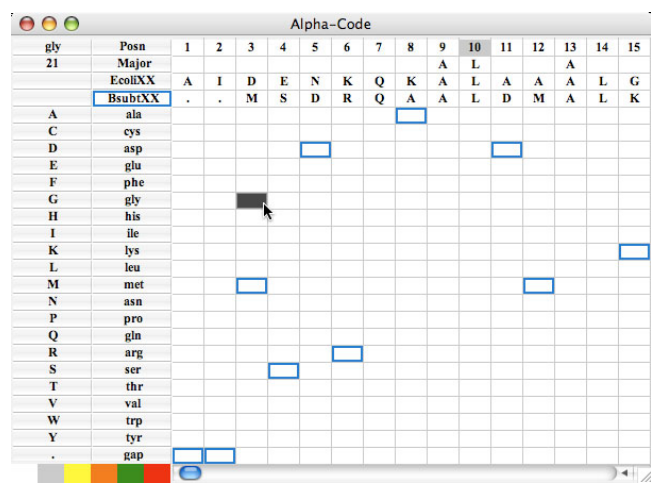 Alpha-Code
gly Posn 1 2 3 4 5 6 7 8 9 10 11 12 13 14 15
21 Major A L A
EcoliXX A I D E N K Q K A L A A A L G
BsubtXX . . M S D R Q A A L D M A L K
A ala
C cys
D asp
E glu
F phe
G gly
H his
I ile
K lys
L leu
M met
N asn
P pro
Q gln
R arg
S ser
T thr
V val
W trp
Y tyr
. gap